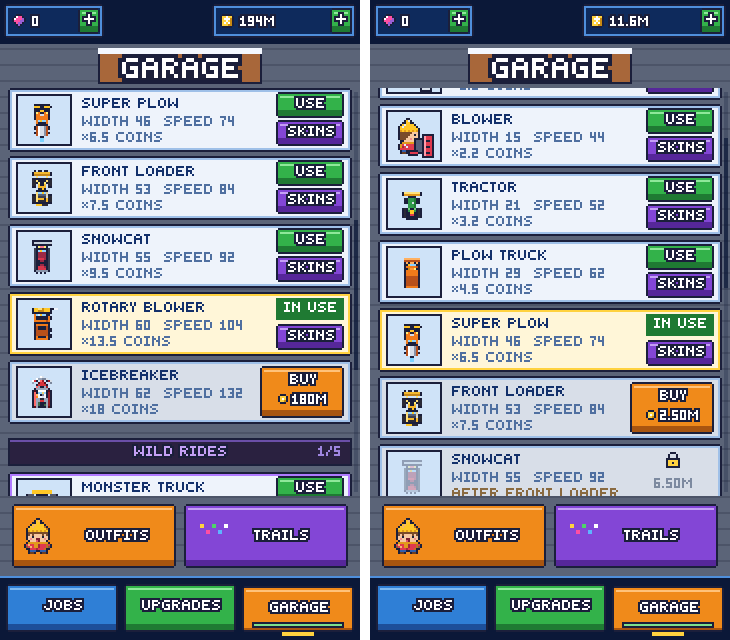 0
194M
GARAGE
SUPER PLOW
WIDTH 46 SPEED 74
×6.5 COINS
USE
SKINS
FRONT LOADER
WIDTH 53 SPEED 84
×7.5 COINS
USE
SKINS
SNOWCAT
WIDTH 55 SPEED 92
×9.5 COINS
USE
SKINS
ROTARY BLOWER
WIDTH 60 SPEED 104
×13.5 COINS
IN USE
SKINS
ICEBREAKER
WIDTH 62 SPEED 132
×18 COINS
BUY
180M
WILD RIDES 1/5
MONSTER TRUCK
USE
OUTFITS
TRAILS
JOBS
UPGRADES
GARAGE
0
11.6M
GARAGE
BLOWER
WIDTH 15 SPEED 44
×2.2 COINS
USE
SKINS
TRACTOR
WIDTH 21 SPEED 52
×3.2 COINS
USE
SKINS
PLOW TRUCK
WIDTH 29 SPEED 62
×4.5 COINS
USE
SKINS
SUPER PLOW
WIDTH 46 SPEED 74
×6.5 COINS
IN USE
SKINS
FRONT LOADER
WIDTH 53 SPEED 84
×7.5 COINS
BUY
2.50M
SNOWCAT
WIDTH 55 SPEED 92
AFTER FRONT LOADER
6.50M
OUTFITS
TRAILS
JOBS
UPGRADES
GARAGE